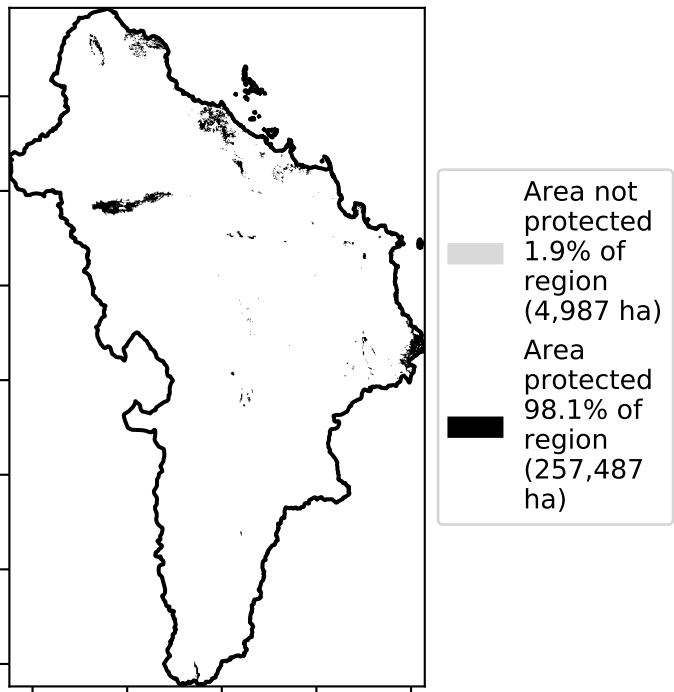 Area not
protected
1.9% of
region
(4,987 ha)
Area
protected
98.1% of
region
(257,487
ha)